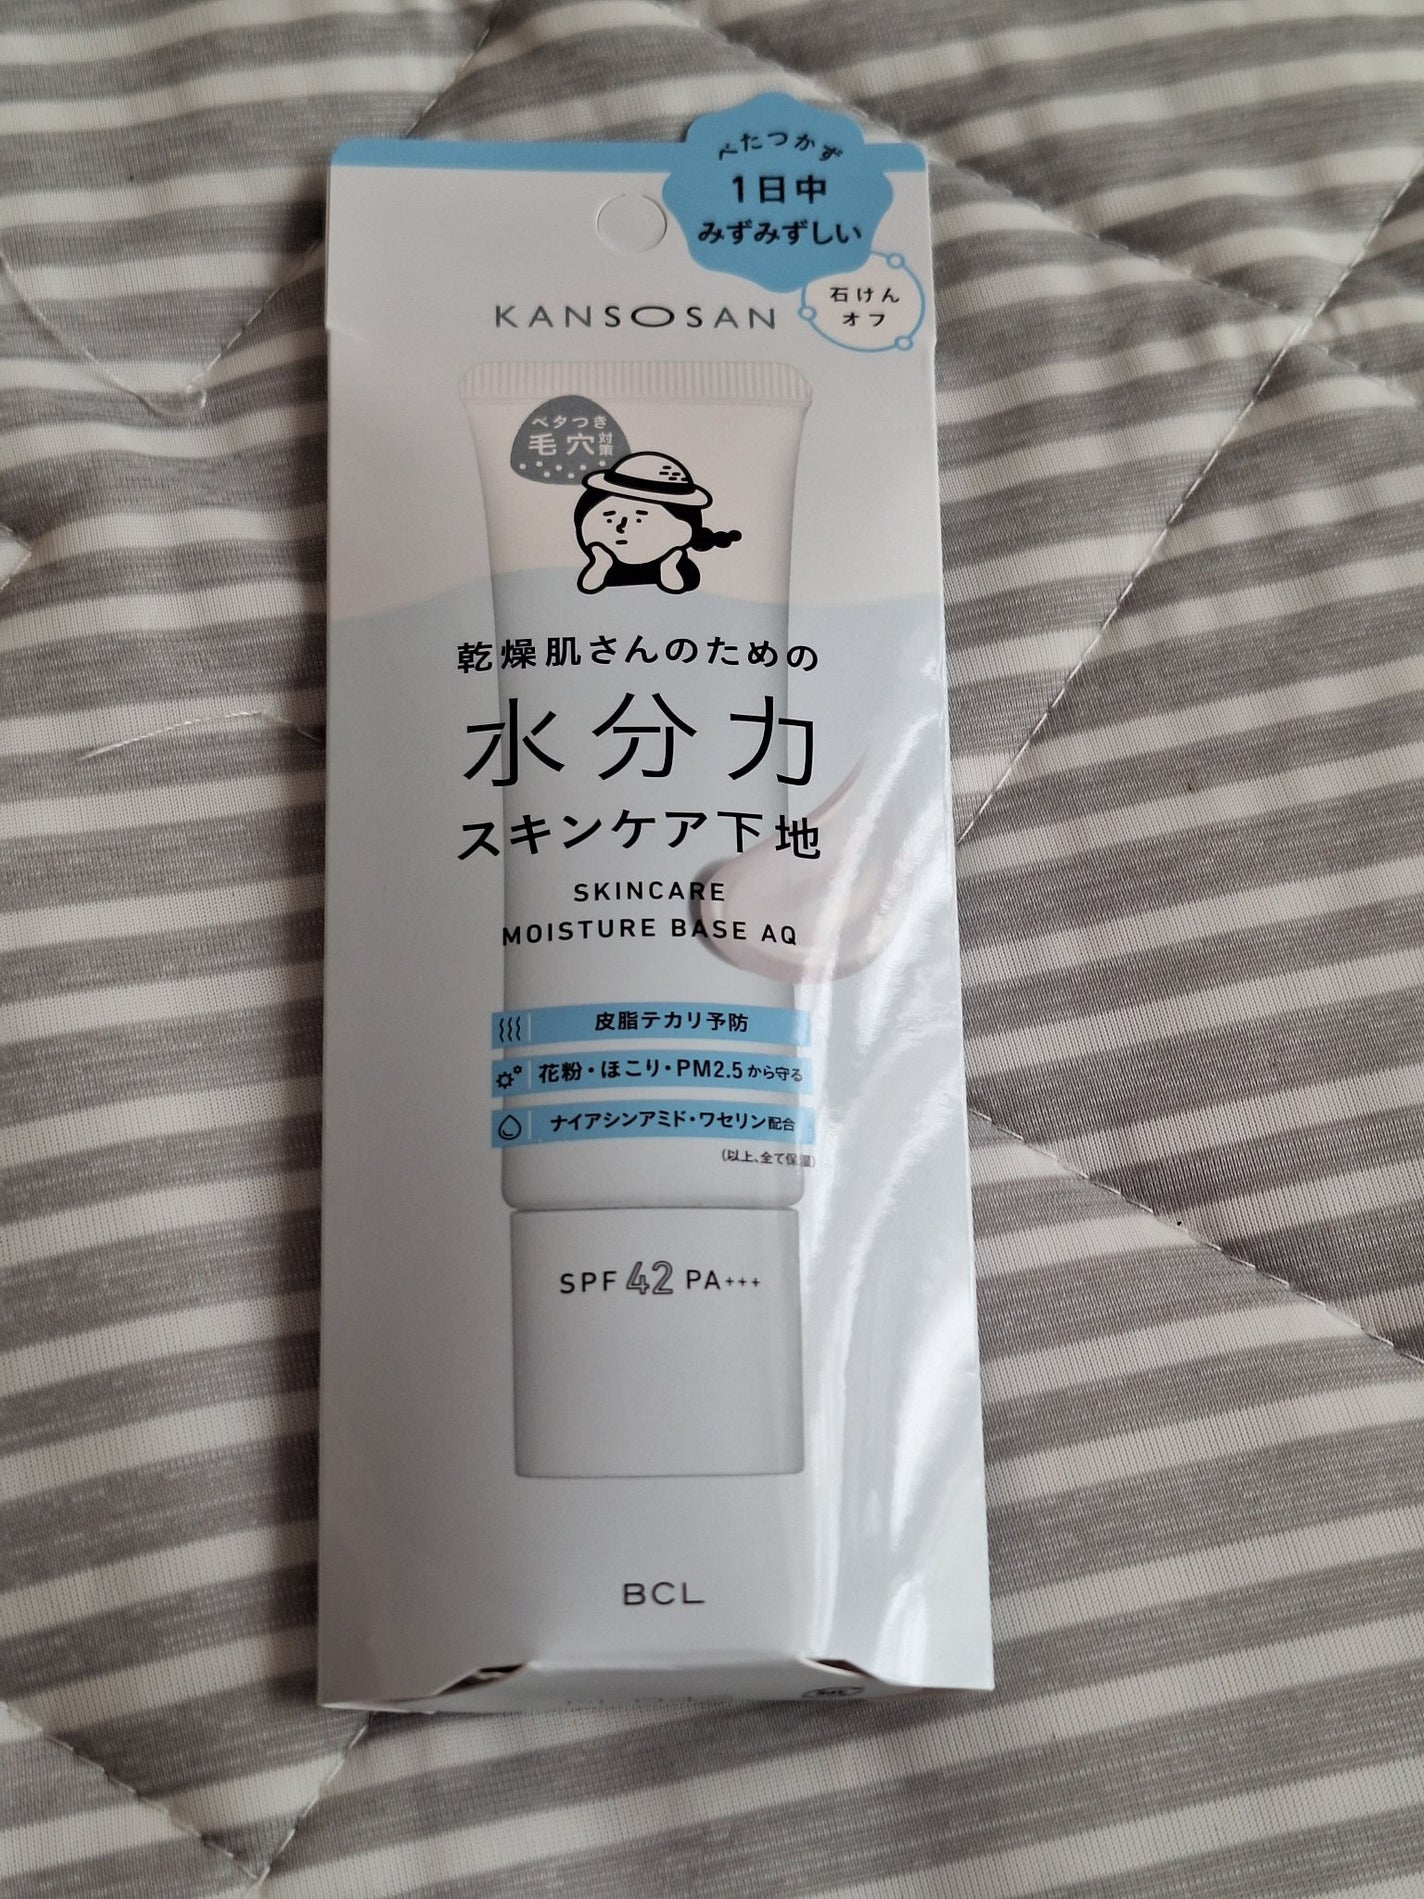 べたつかず
1日中
みずみずしい
石けん
オフ
KANSOSAN
ベタつき
毛穴対策
乾燥肌さんのための
水分力
スキンケア下地
SKINCARE
MOISTURE BASE AQ
皮脂テカリ予防
花粉・ほこり・PM2.5から守る
ナイアシンアミド・ワセリン配合
(以上、全て保湿)
SPF 42 PA+++
BCL